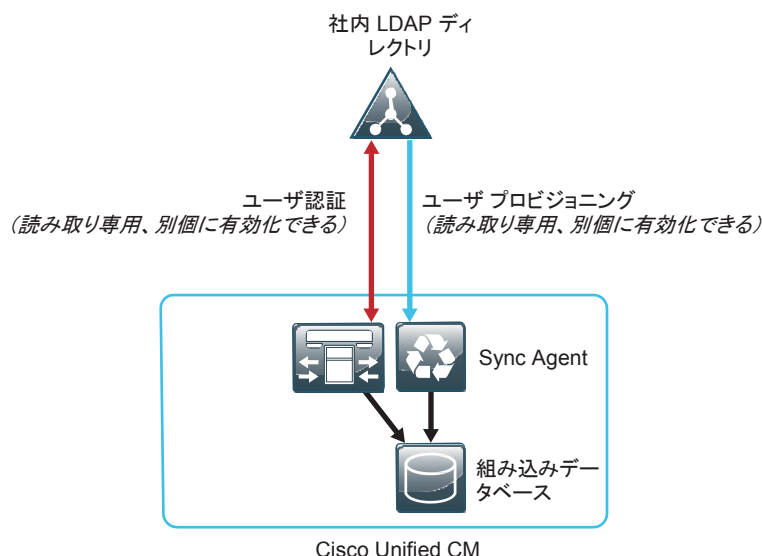 社内 LDAP ディ
レクトリ
ユーザ認証
（読み取り専用、別個に有効化できる）
ユーザ プロビジョニング
（読み取り専用、別個に有効化できる）
Sync Agent
組み込みデー
タベース
Cisco Unified CM